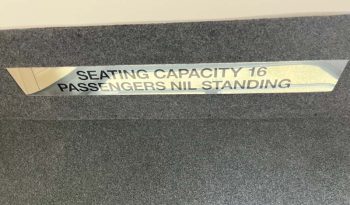 SEATING CAPACITY 16
PASSENGERS NIL STANDING